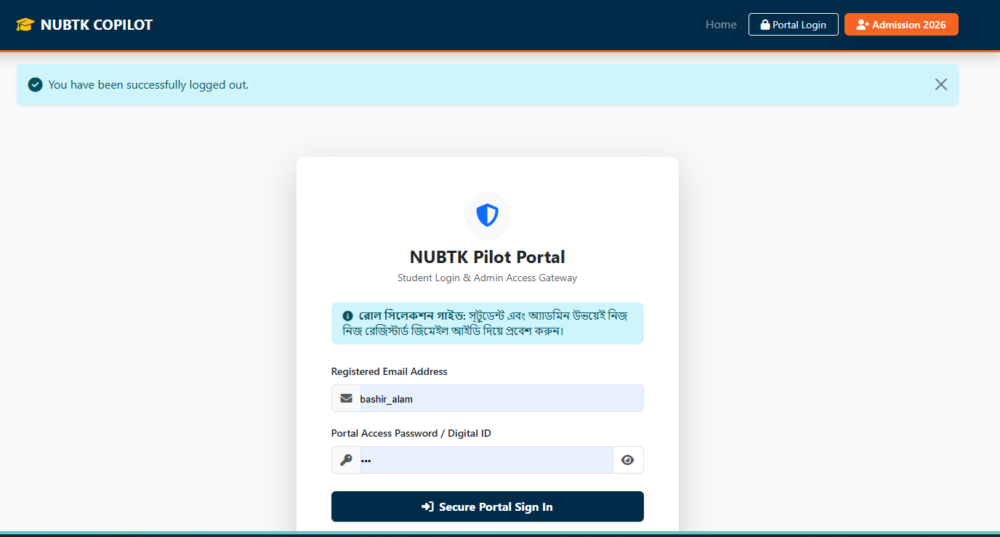 NUBTK COPILOT
Home
Portal Login
Admission 2026
You have been successfully logged out.
NUBTK Pilot Portal
Student Login & Admin Access Gateway
রোল সিলেকশন গাইড: স্টুডেন্ট এবং অ্যাডমিন উভয়েই নিজ
নিজ রেজিস্টার্ড জিমেইল আইডি দিয়ে প্রবেশ করুন।
Registered Email Address
bashir_alam
Portal Access Password / Digital ID
•••
Secure Portal Sign In